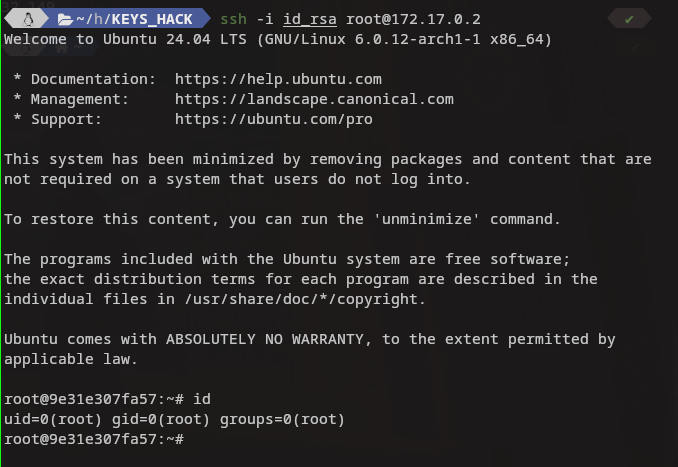 ~/h/KEYS_HACK ssh -i id_rsa root@172.17.0.2 ✔
Welcome to Ubuntu 24.04 LTS (GNU/Linux 6.0.12-arch1-1 x86_64)
* Documentation: https://help.ubuntu.com
* Management: https://landscape.canonical.com
* Support: https://ubuntu.com/pro
This system has been minimized by removing packages and content that are
not required on a system that users do not log into.
To restore this content, you can run the 'unminimize' command.
The programs included with the Ubuntu system are free software;
the exact distribution terms for each program are described in the
individual files in /usr/share/doc/*/copyright.
Ubuntu comes with ABSOLUTELY NO WARRANTY, to the extent permitted by
applicable law.
root@9e31e307fa57:~# id
uid=0(root) gid=0(root) groups=0(root)
root@9e31e307fa57:~#